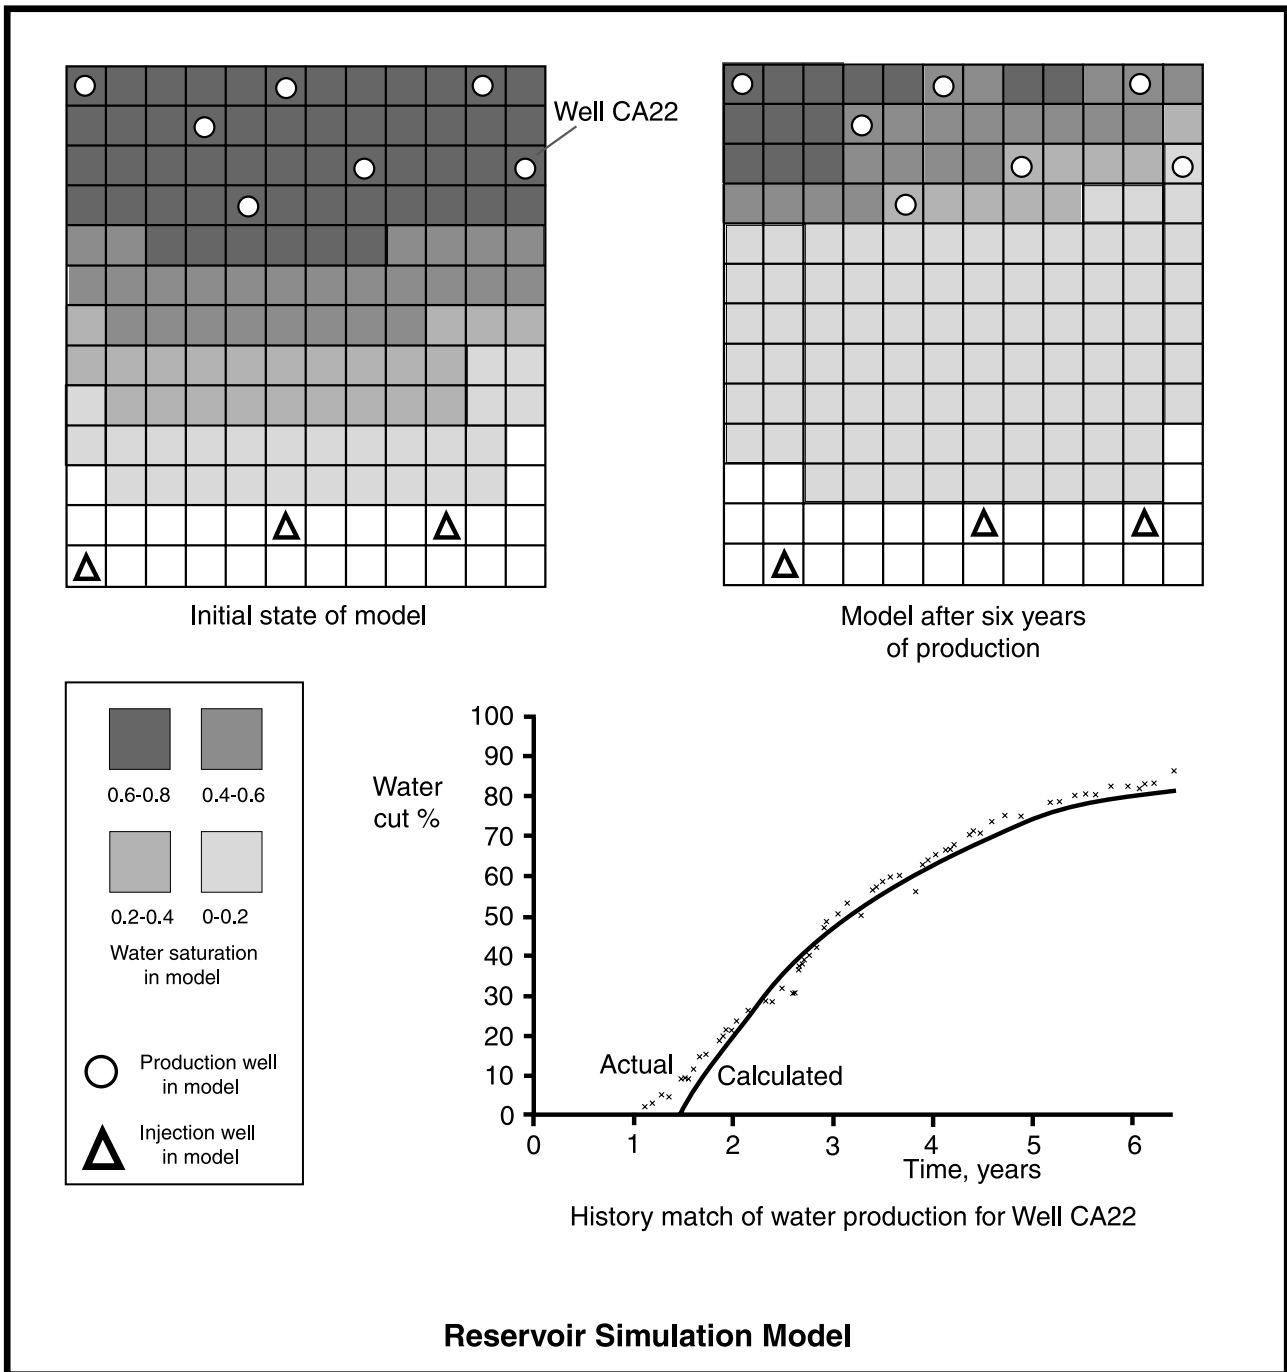 Well CA22
Initial state of model
Model after six years
of production
0.6-0.8
0.4-0.6
0.2-0.4
0-0.2
Water saturation
in model
Production well
in model
Injection well
in model
Water
cut %
100
90
80
70
60
50
40
30
20
10
0
Actual
Calculated
0
1
2
3
4
5
6
Time, years
History match of water production for Well CA22
Reservoir Simulation Model